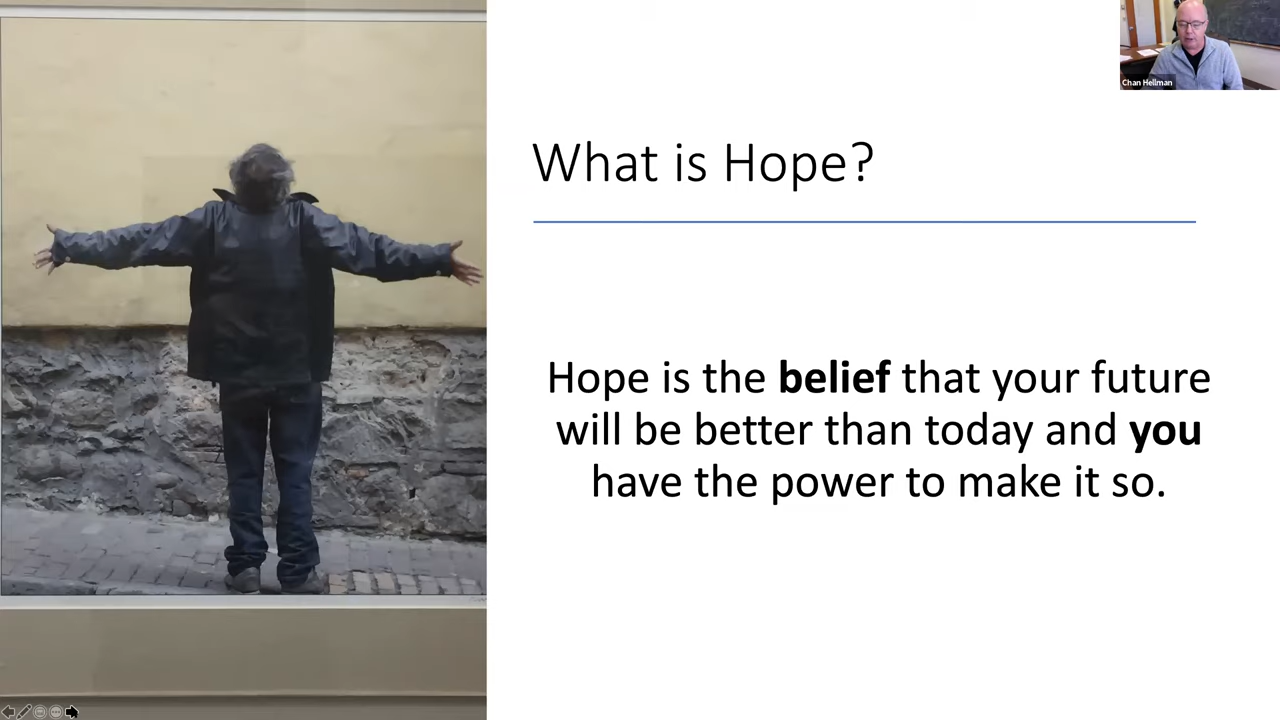 Chan Hellman
What is Hope?
Hope is the belief that your future
will be better than today and you
have the power to make it so.